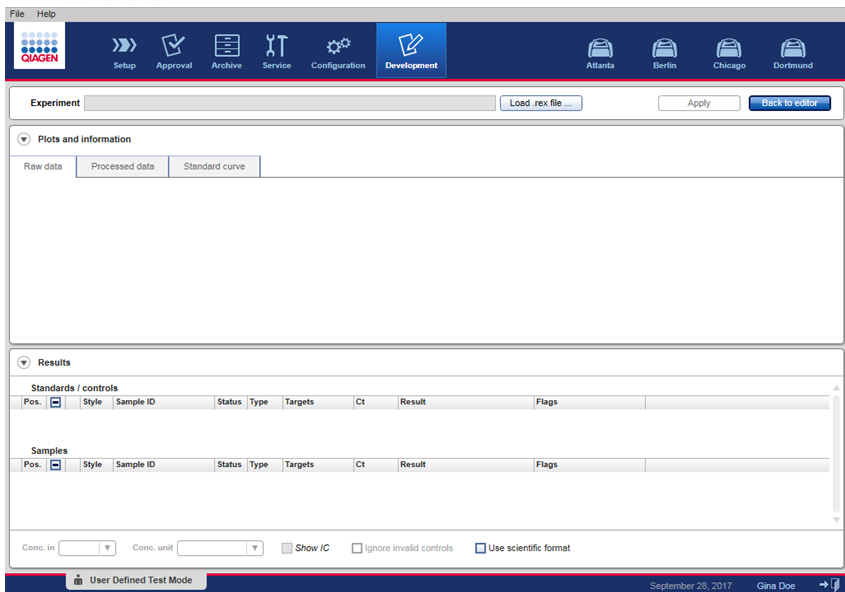 File Help
QIAGEN
Setup Approval Archive Service Configuration Development Atlanta Berlin Chicago Dortmund
Experiment Load .rex file ... Apply Back to editor
Plots and information
Raw data Processed data Standard curve
Results
Standards / controls
Pos. Style Sample ID Status Type Targets Ct Result Flags
Samples
Pos. Style Sample ID Status Type Targets Ct Result Flags
Conc. in Conc. unit Show IC Ignore invalid controls Use scientific format
User Defined Test Mode
September 28, 2017 Gina Doe